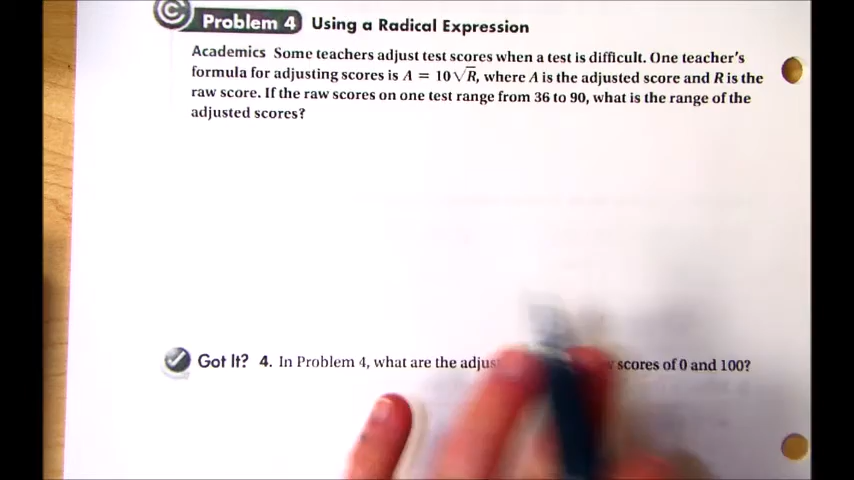 © Problem 4 Using a Radical Expression
Academics Some teachers adjust test scores when a test is difficult. One teacher's
formula for adjusting scores is A = 10√R, where A is the adjusted score and R is the
raw score. If the raw scores on one test range from 36 to 90, what is the range of the
adjusted scores?
Got It? 4. In Problem 4, what are the scores of 0 and 100?